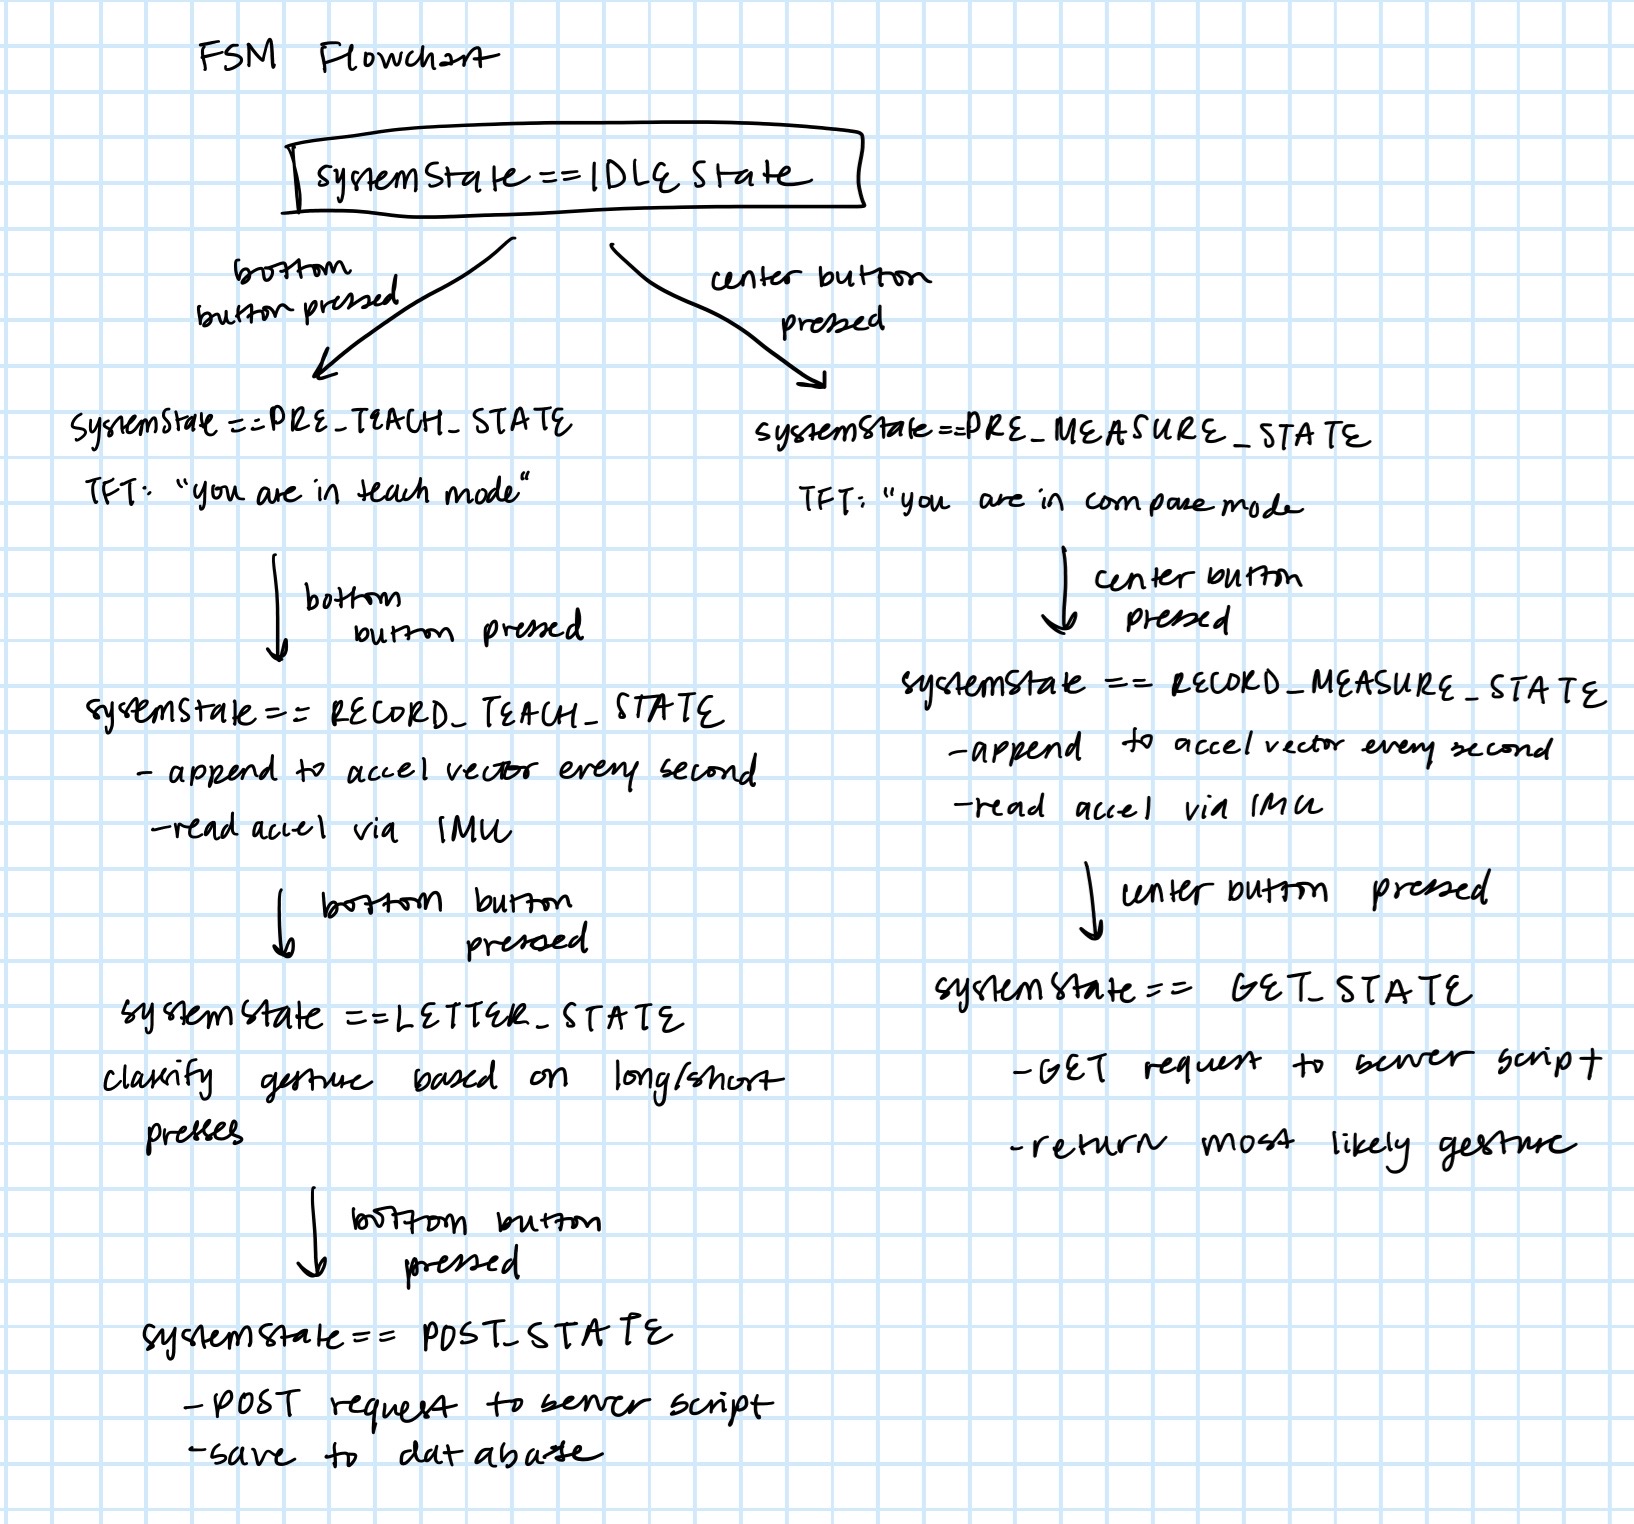 FSM Flowchart
systemState == IDLE State
bottom
button pressed
center button
pressed
systemState == PRE_TEACH_STATE
TFT: "you are in teach mode"
bottom
button pressed
systemState == RECORD_TEACH_STATE
- append to accel vector every second
- read accel via IMU
bottom button
pressed
systemState == LETTER_STATE
classify gesture based on long/short
presses
bottom button
pressed
systemState == POST_STATE
- POST request to server script
- save to database
systemState == PRE_MEASURE_STATE
TFT: "you are in compare mode
center button
pressed
systemState == RECORD_MEASURE_STATE
- append to accel vector every second
- read accel via IMU
center button pressed
systemState == GET_STATE
- GET request to server script
- return most likely gesture